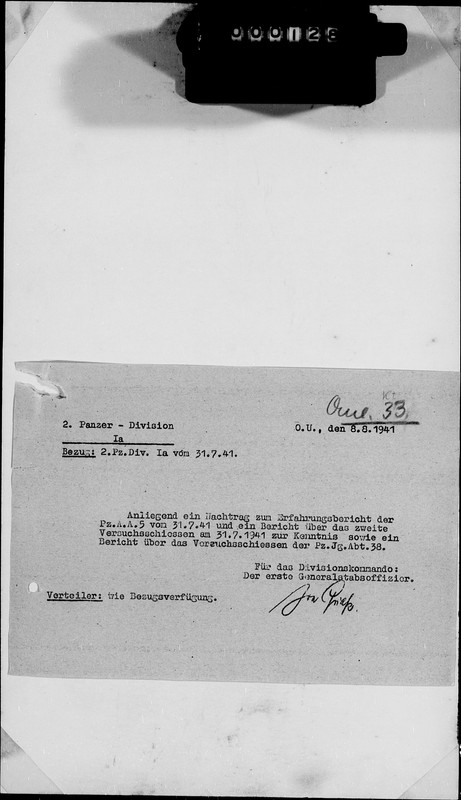 000128
Anl. 33.
2. Panzer - Division
Ia
O.U., den 8.8.1941
Bezug: 2.Pz.Div. Ia vom 31.7.41.
Anliegend ein Nachtrag zum Erfahrungsbericht der
Pz.A.A.5 vom 31.7.41 und ein Bericht über das zweite
Versuchsschiessen am 31.7.1941 zur Kenntnis sowie ein
Bericht über das Versuchsschiessen der Pz.Jg.Abt.38.
Für das Divisionskommando:
Der erste Generalstabsoffizier.
Verteiler: wie Bezugsverfügung.